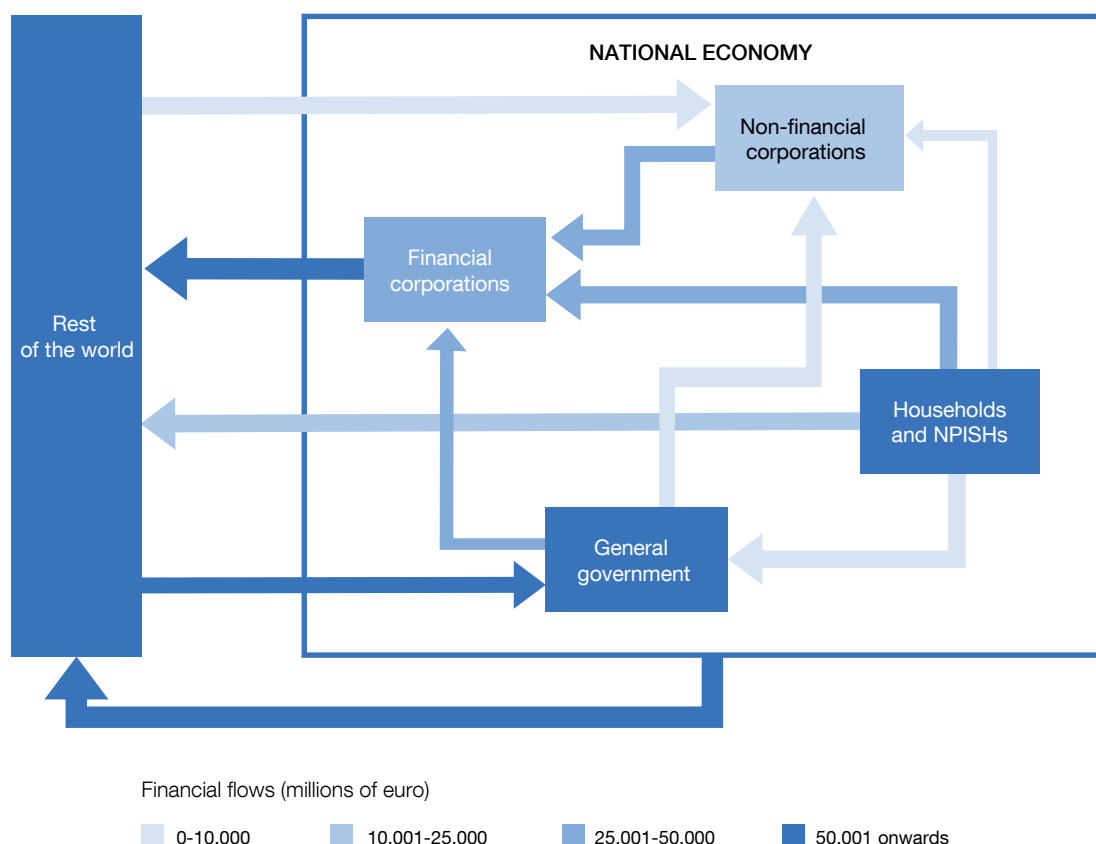 NATIONAL ECONOMY
Non-financial
corporations
Financial
corporations
Rest
of the world
Households
and NPISHs
General
government
Financial flows (millions of euro)
0-10.000
10.001-25.000
25.001-50.000
50.001 onwards